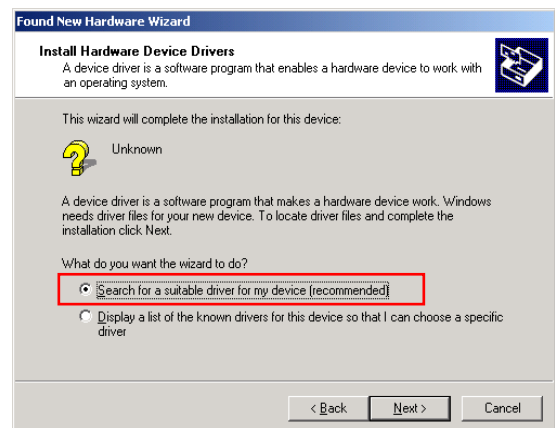 Found New Hardware Wizard
Install Hardware Device Drivers
A device driver is a software program that enables a hardware device to work with
an operating system.
This wizard will complete the installation for this device:
Unknown
A device driver is a software program that makes a hardware device work. Windows
needs driver files for your new device. To locate driver files and complete the
installation click Next.
What do you want the wizard to do?
Search for a suitable driver for my device (recommended)
Display a list of the known drivers for this device so that I can choose a specific
driver
< Back Next > Cancel